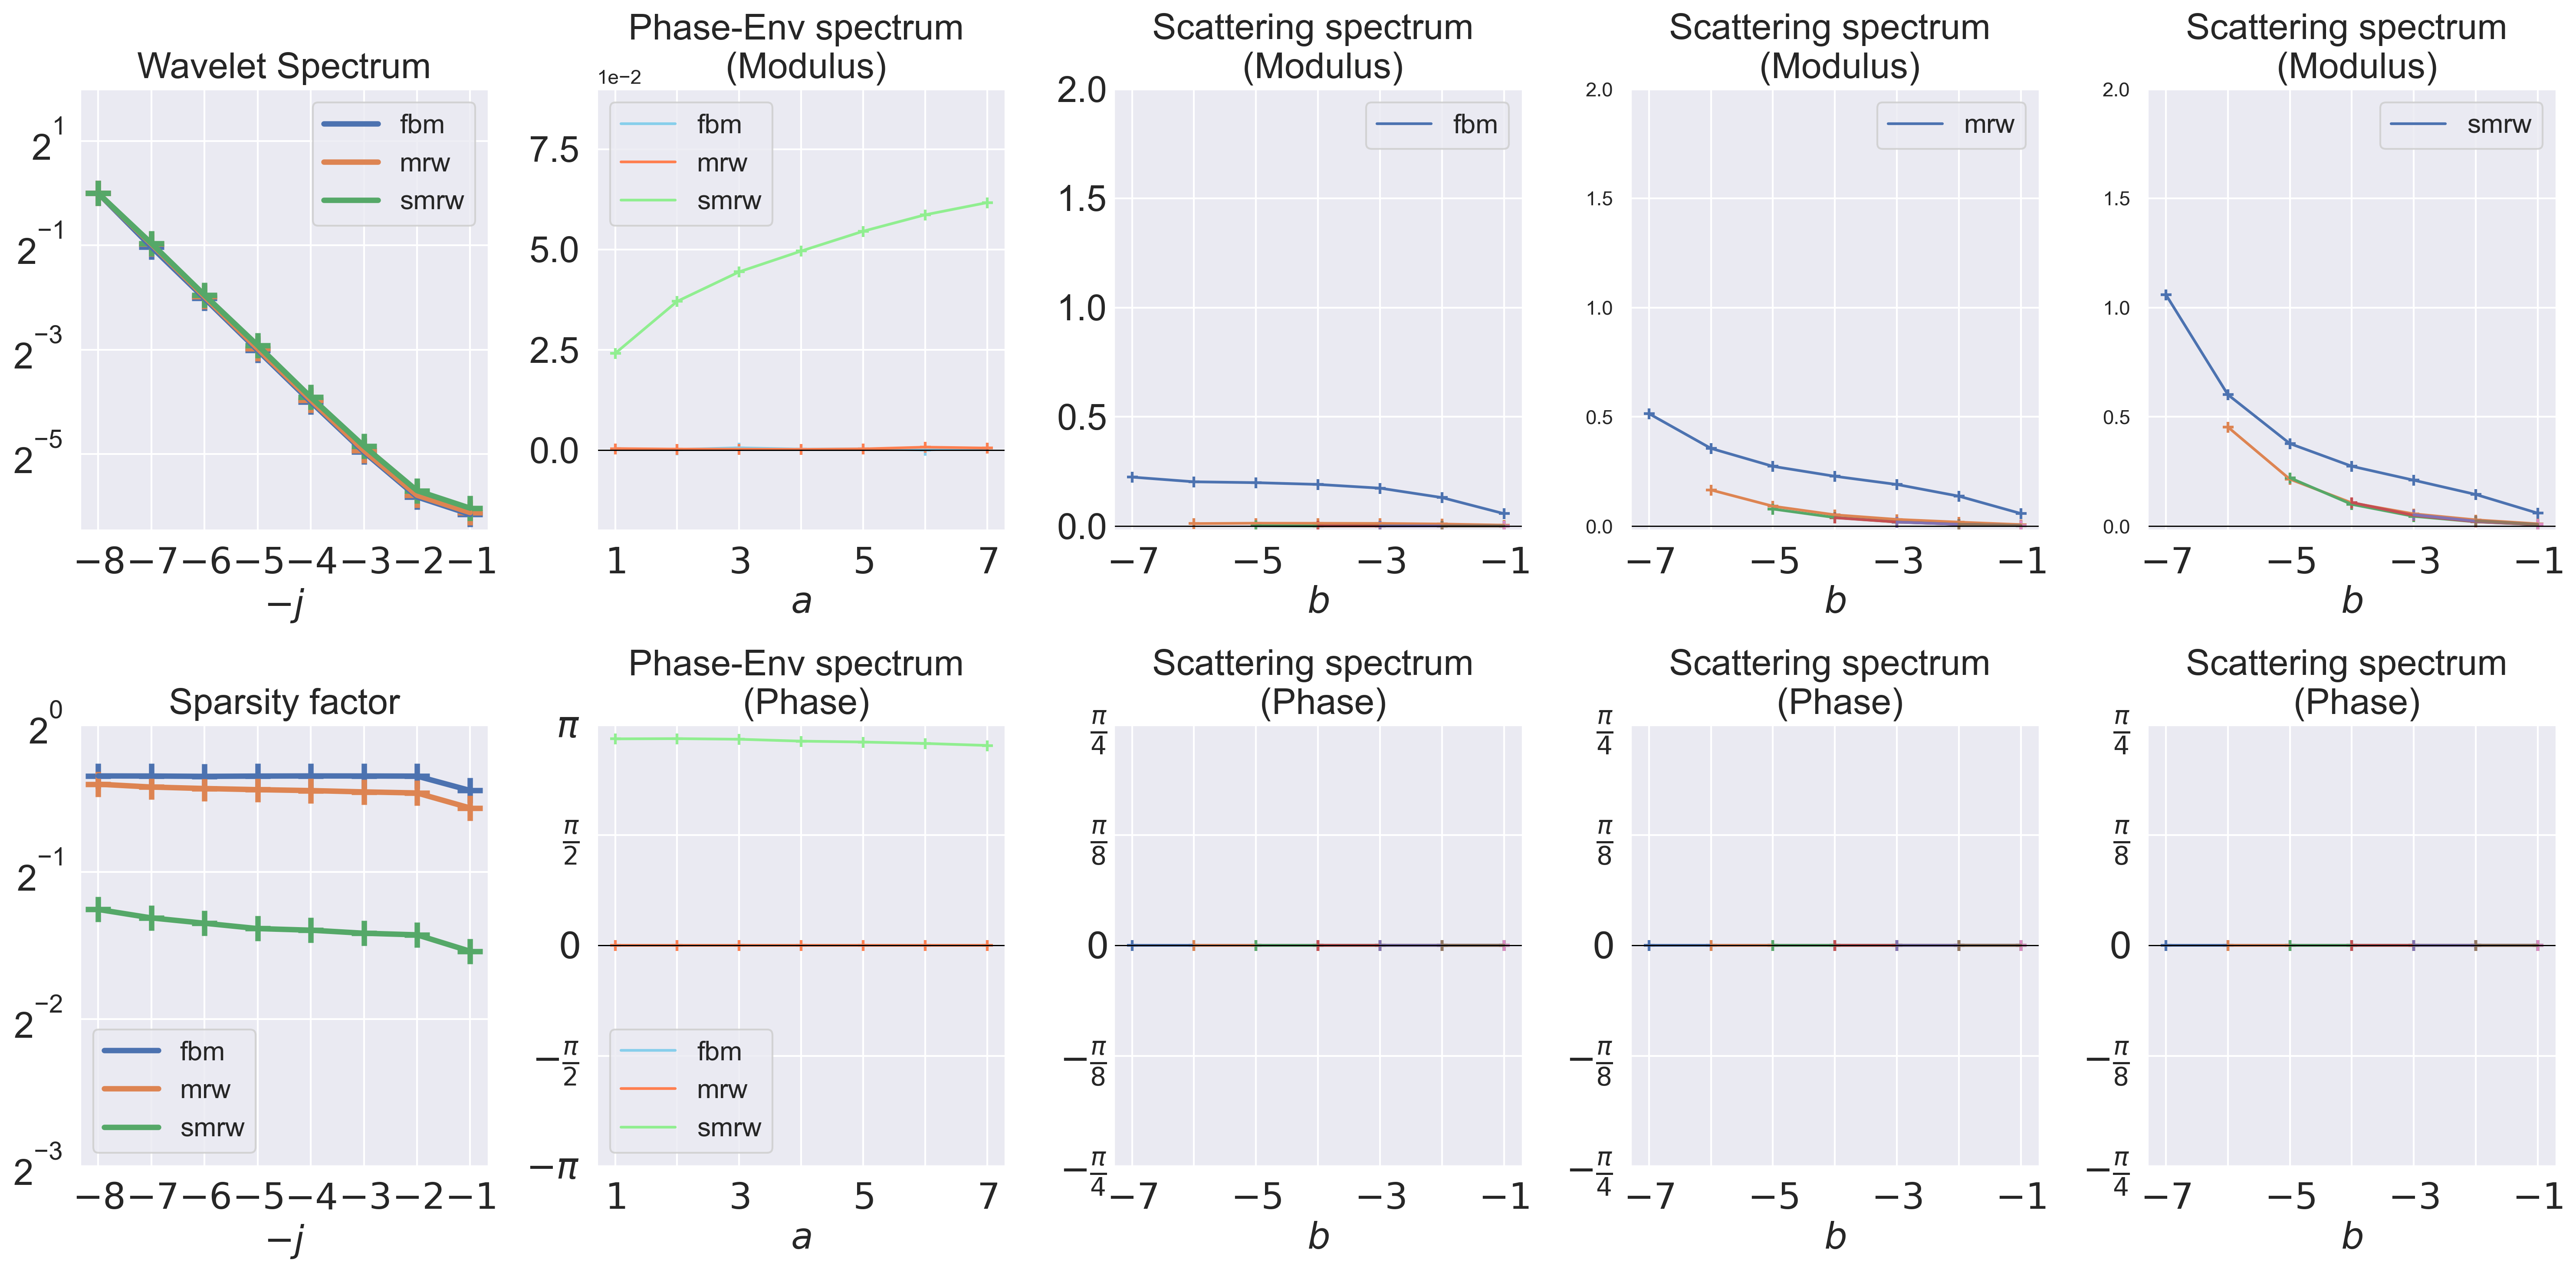 Wavelet Spectrum
2^1
2^−1
2^−3
2^−5
fbm
mrw
smrw
−8 −7 −6 −5 −4 −3 −2 −1
−j
Phase-Env spectrum
(Modulus)
1e−2
7.5
5.0
2.5
0.0
fbm
mrw
smrw
1 3 5 7
a
Scattering spectrum
(Modulus)
2.0
1.5
1.0
0.5
0.0
fbm
−7 −5 −3 −1
b
Scattering spectrum
(Modulus)
2.0
1.5
1.0
0.5
0.0
mrw
−7 −5 −3 −1
b
Scattering spectrum
(Modulus)
2.0
1.5
1.0
0.5
0.0
smrw
−7 −5 −3 −1
b
Sparsity factor
2^0
2^−1
2^−2
2^−3
fbm
mrw
smrw
−8 −7 −6 −5 −4 −3 −2 −1
−j
Phase-Env spectrum
(Phase)
π
π/2
0
−π/2
−π
fbm
mrw
smrw
1 3 5 7
a
Scattering spectrum
(Phase)
π/4
π/8
0
−π/8
−π/4
−7 −5 −3 −1
b
Scattering spectrum
(Phase)
π/4
π/8
0
−π/8
−π/4
−7 −5 −3 −1
b
Scattering spectrum
(Phase)
π/4
π/8
0
−π/8
−π/4
−7 −5 −3 −1
b